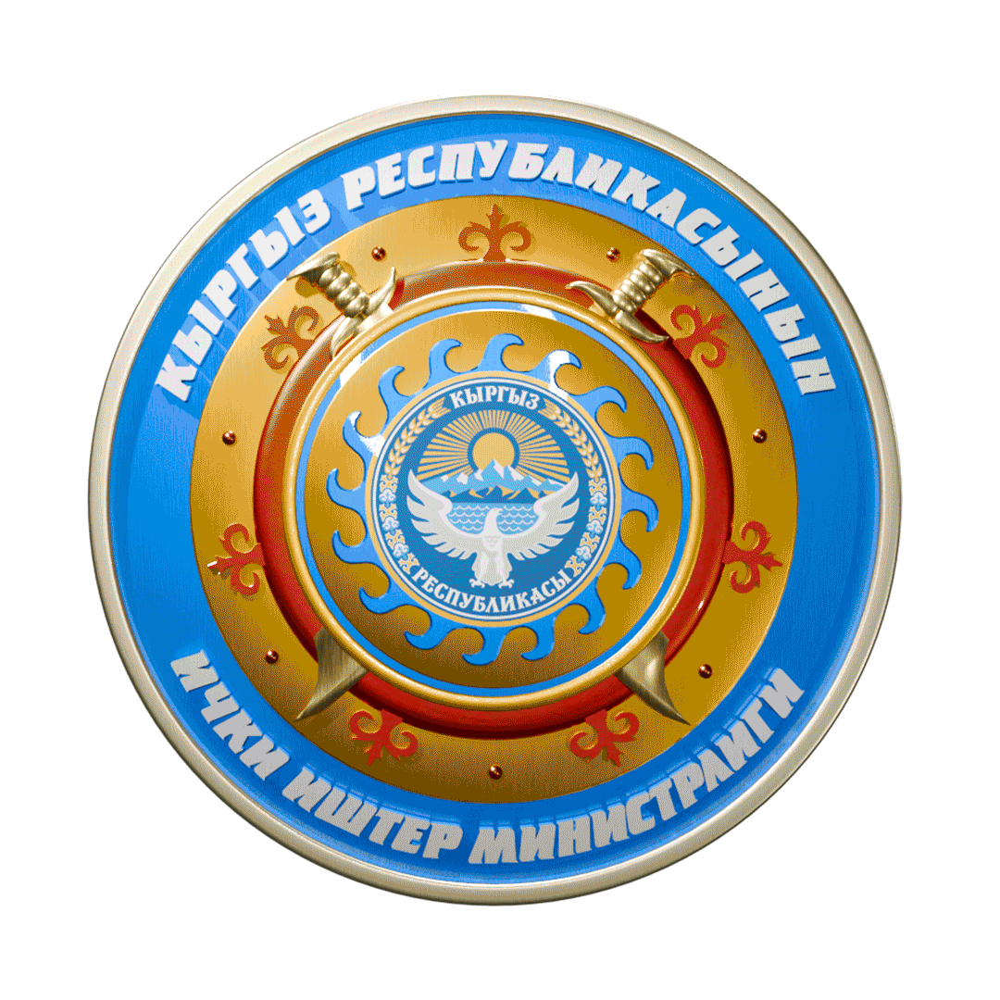 КЫРГЫЗ РЕСПУБЛИКАСЫНЫН
КЫРГЫЗ
РЕСПУБЛИКАСЫ
ИЧКИ ИШТЕР МИНИСТРЛИГИ